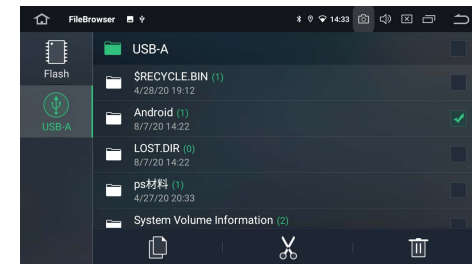 FileBrowser
14:33
Flash
USB-A
USB-A
$RECYCLE.BIN (1)
4/28/20 19:12
Android (1)
8/7/20 14:22
LOST.DIR (0)
8/7/20 14:22
ps材料 (1)
4/27/20 20:33
System Volume Information (2)